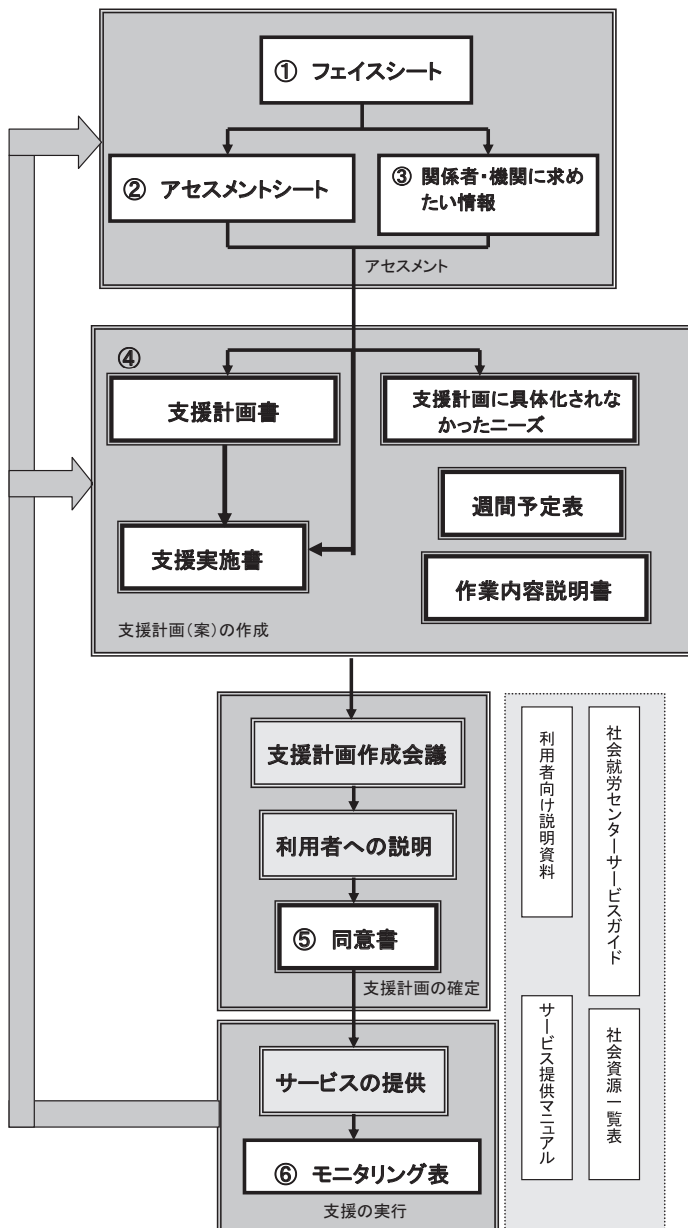 ① フェイスシート
② アセスメントシート
③ 関係者・機関に求め
たい情報
アセスメント
④
支援計画書
支援計画に具体化されな
かったニーズ
週間予定表
支援実施書
作業内容説明書
支援計画(案)の作成
支援計画作成会議
利用者への説明
⑤ 同意書
支援計画の確定
サービスの提供
⑥ モニタリング表
支援の実行
利用者向け説明資料
社会就労センターサービスガイド
サービス提供マニュアル
社会資源一覧表